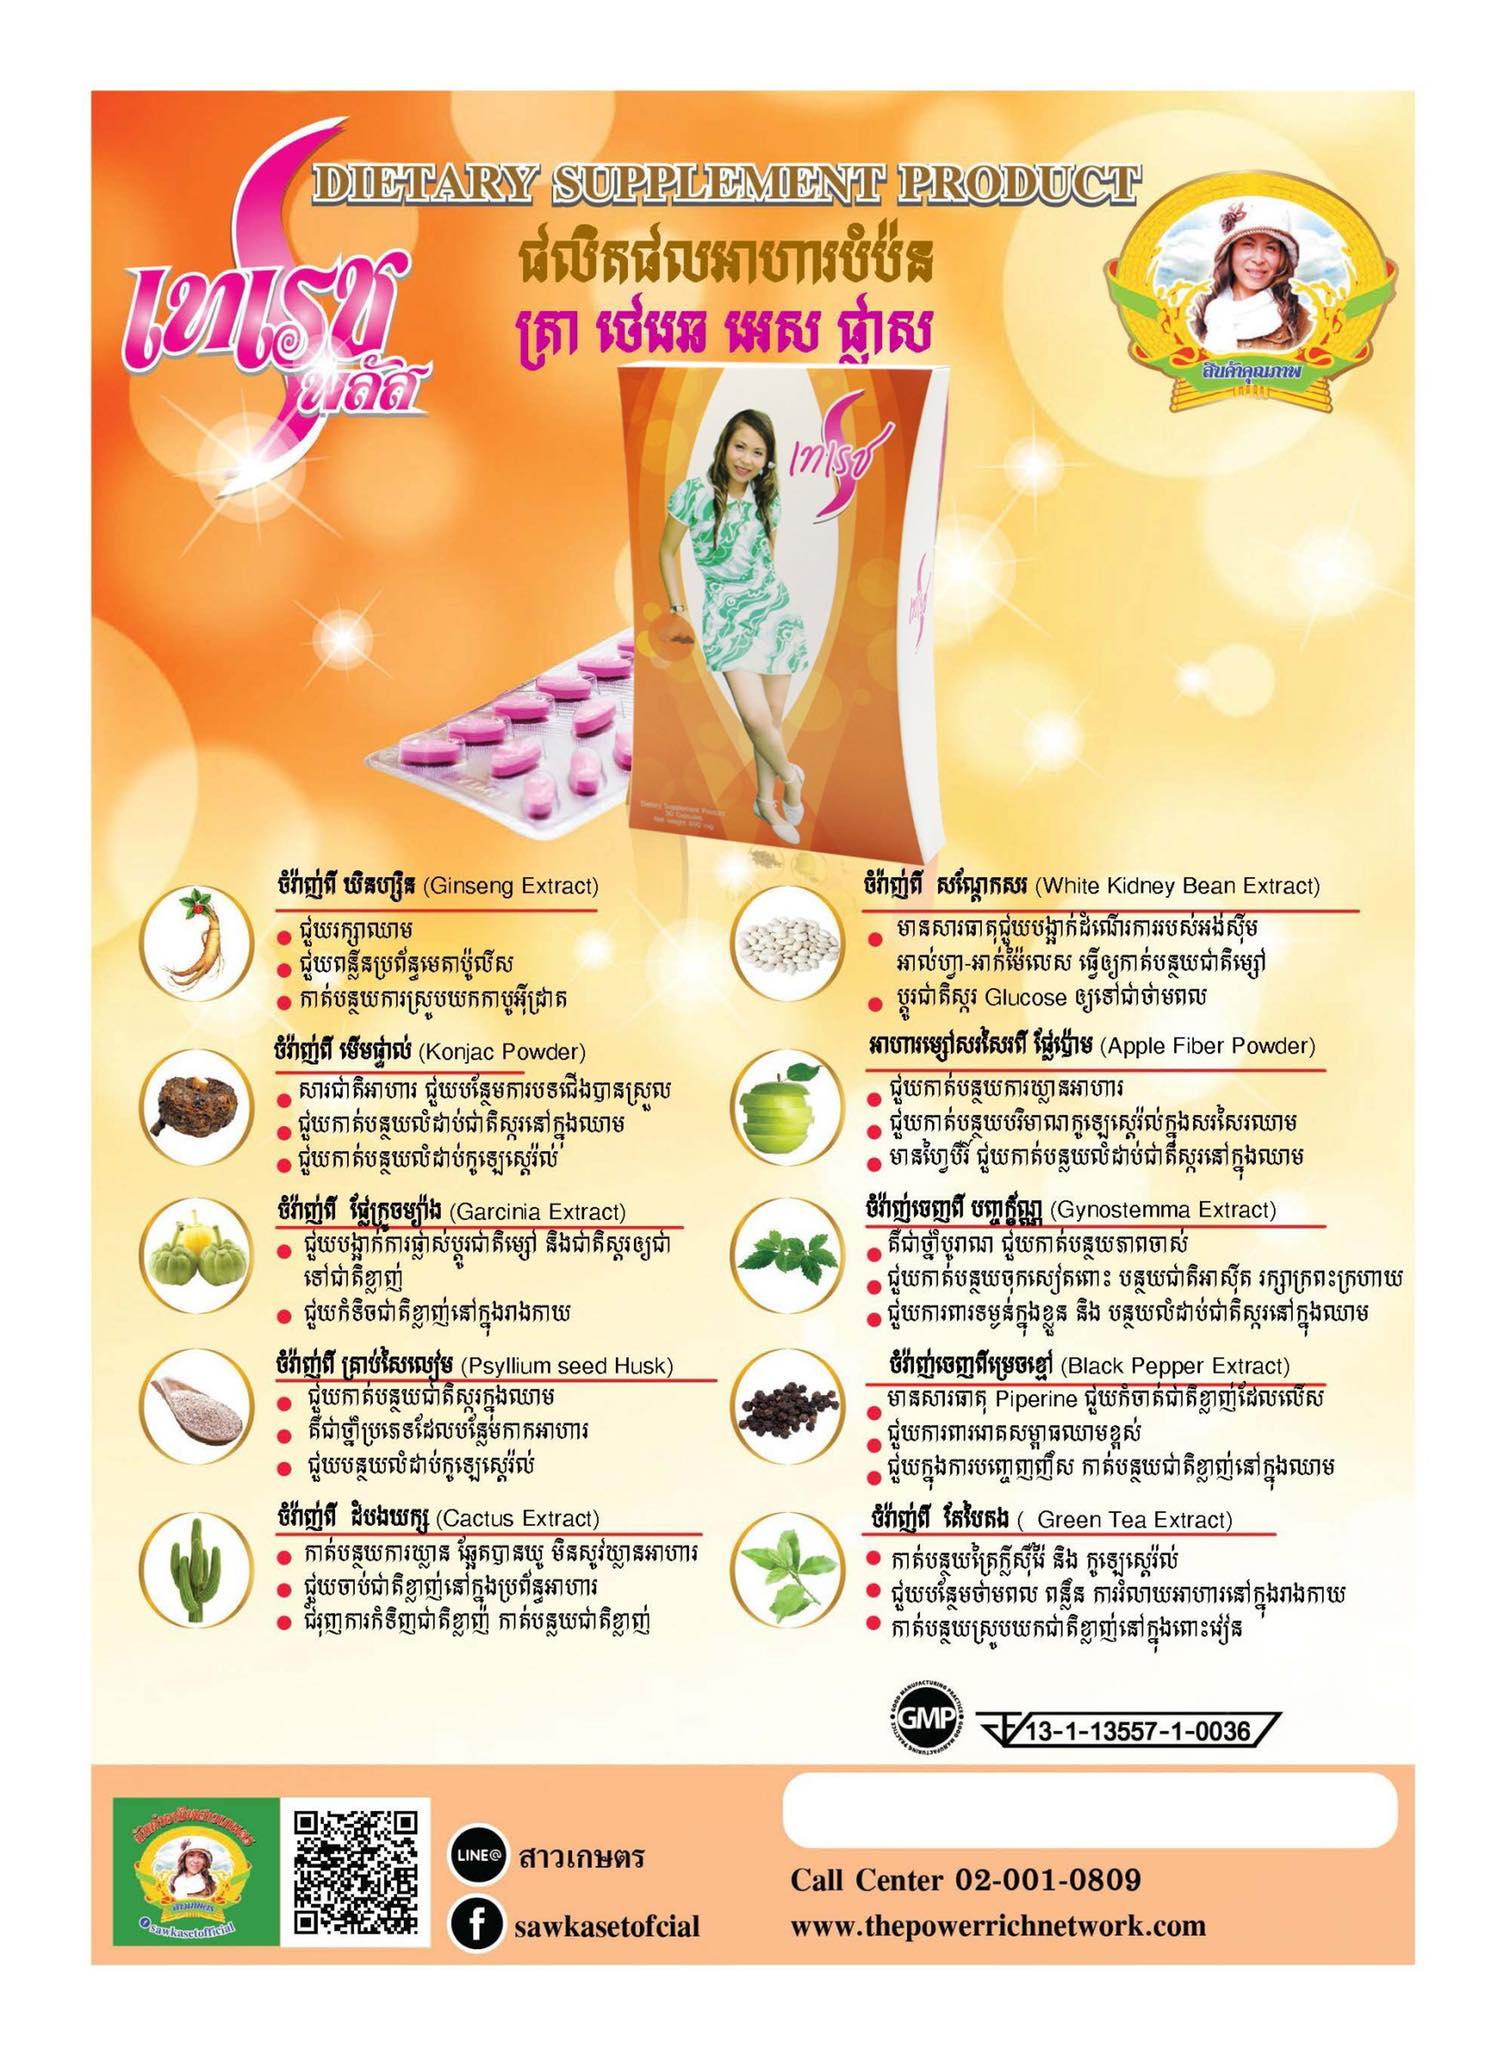 DIETARY SUPPLEMENT PRODUCT
เทเรช
พลัส
ផលិតផលអាហារបំប៉ន
ត្រា ថេរេឆ អេស ផ្លាស
สินค้าคุณภาพ
เทเรช
Dietary Supplement Product
30 Capsules
ចំរ៉ាញ់ពី ឃិនហ្សិន (Ginseng Extract)
ជួយរក្សាឈាម
ជួយពន្លឺនប្រព័ន្ធមេតាប៉ូលីស
កាត់បន្ថយការស្រូបយកកាបូអ៊ីដ្រាត
ចំរ៉ាញ់ពី មើមផ្ទាល់ (Konjac Powder)
សារជាតិអាហារ ជួយបន្ថែមការបទជើងបានស្រួល
ជួយកាត់បន្ថយលំដាប់ជាតិស្ករនៅក្នុងឈាម
ជួយកាត់បន្ថយលំដាប់កូឡេស្តេរ៉ល់
ចំរ៉ាញ់ពី ផ្លែក្រូចម្យ៉ាង (Garcinia Extract)
ជួយបង្អាក់ការផ្លាស់ប្តូរជាតិម្សៅ និងជាតិស្ករឲ្យជា
ទៅជាតិខ្លាញ់
ជួយកំទិចជាតិខ្លាញ់នៅក្នុងរាងកាយ
ចំរ៉ាញ់ពី គ្រាប់សៃលៀម (Psyllium seed Husk)
ជួយកាត់បន្ថយជាតិស្ករក្នុងឈាម
គឺជាថ្នាំប្រភេទដែលបន្លែមកាកអាហារ
ជួយបន្ថយលំដាប់កូឡេស្តេរ៉ល់
ចំរ៉ាញ់ពី ដំបងយក្ស (Cactus Extract)
កាត់បន្ថយការឃ្លាន ឆ្អែតបានយូ មិនសូវឃ្លានអាហារ
ជួយចាប់ជាតិខ្លាញ់នៅក្នុងប្រព័ន្ធអាហារ
ជំរុញការកំទិញជាតិខ្លាញ់ កាត់បន្ថយជាតិខ្លាញ់
ចំរ៉ាញ់ពី សណ្ដែកសរ (White Kidney Bean Extract)
មានសារធាតុជួយបង្អាក់ដំណើរការរបស់អង់ស៊ីម
អាល់ហ្វា-អាក់ម៉ៃលេស ធ្វើឲ្យកាត់បន្ថយជាតិម្សៅ
ប្តូរជាតិស្ករ Glucose ឲ្យទៅជាថាមពល
អាហារម្សៅសរសៃរពី ផ្លែប៉ោម (Apple Fiber Powder)
ជួយកាត់បន្ថយការឃ្លានអាហារ
ជួយកាត់បន្ថយបរិមាណកូឡេស្តេរ៉ល់ក្នុងសរសៃរឈាម
មានហ្វៃប៊ើរ ជួយកាត់បន្ថយលំដាប់ជាតិស្ករនៅក្នុងឈាម
ចំរ៉ាញ់ចេញពី បញ្ចក្ខ័ណ្ឌ (Gynostemma Extract)
គឺជាថ្នាំបូរាណ ជួយកាត់បន្ថយភាពចាស់
ជួយកាត់បន្ថយចុកសៀតពោះ បន្ថយជាតិអាស៊ីត រក្សាក្រពះក្រហាយ
ជួយការពារទម្ងន់ក្នុងខ្លួន និង បន្ថយលំដាប់ជាតិស្ករនៅក្នុងឈាម
ចំរ៉ាញ់ចេញពីម្រេចខ្មៅ (Black Pepper Extract)
មានសារធាតុ Piperine ជួយកំចាត់ជាតិខ្លាញ់ដែលលើស
ជួយការពាររោគសម្ពាធឈាមខ្ពស់
ជួយក្នុងការបញ្ចេញញើស កាត់បន្ថយជាតិខ្លាញ់នៅក្នុងឈាម
ចំរ៉ាញ់ពី តែបៃតង ( Green Tea Extract)
កាត់បន្ថយត្រៃក្លីស៊ើរ៉ៃ និង កូឡេស្តេរ៉ល់
ជួយបន្ថែមថាមពល ពន្លឺន ការរំលាយអាហារនៅក្នុងរាងកាយ
កាត់បន្ថយស្រូបយកជាតិខ្លាញ់នៅក្នុងពោះវៀន
GOOD MANUFACTURING PRACTICE
GMP
13-1-13557-1-0036
สาวเกษตร
sawkasetofficial
LINE@ สาวเกษตร
sawkasetofcial
Call Center 02-001-0809
www.thepowerrichnetwork.com